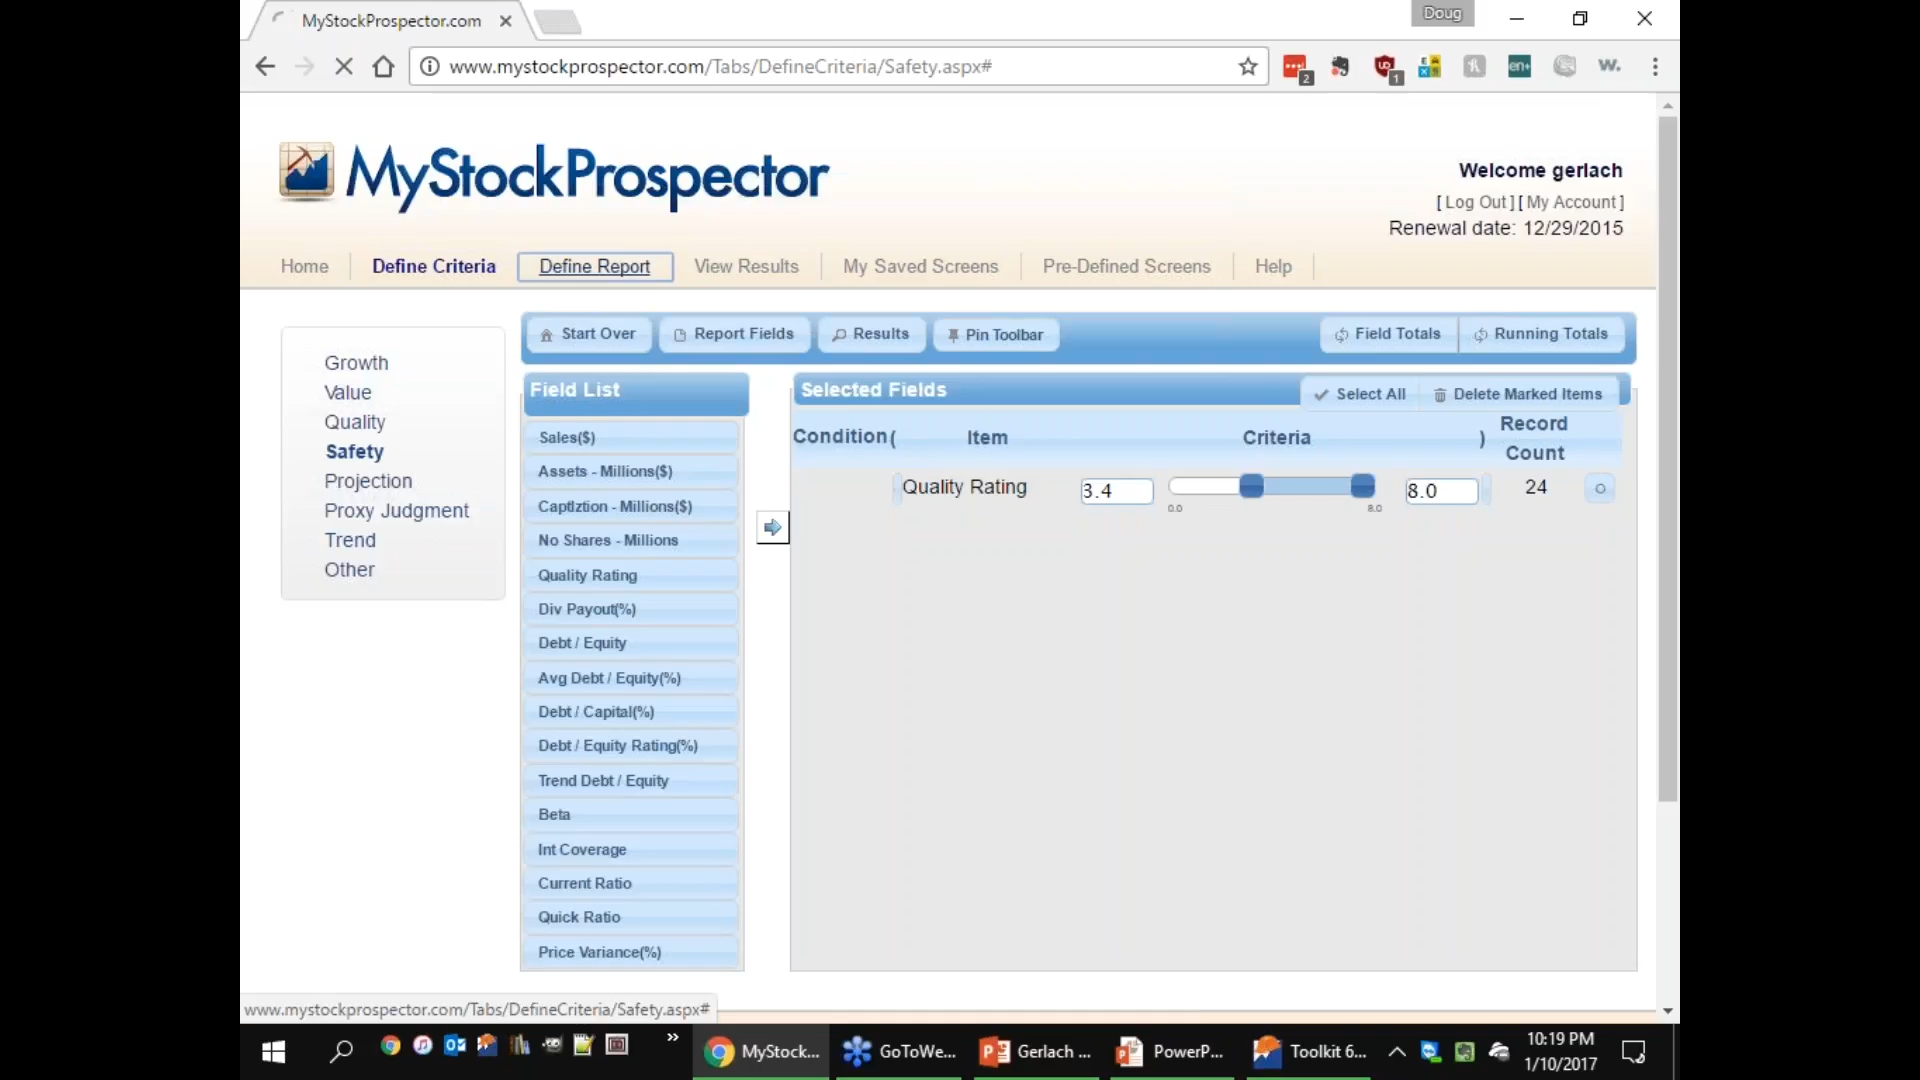 MyStockProspector.com
Doug
www.mystockprospector.com/Tabs/DefineCriteria/Safety.aspx#
2
1
en+
w.
MyStockProspector
Welcome gerlach
[ Log Out ] [ My Account ]
Renewal date: 12/29/2015
Home
Define Criteria
Define Report
View Results
My Saved Screens
Pre-Defined Screens
Help
Start Over
Report Fields
Results
Pin Toolbar
Field Totals
Running Totals
Growth
Value
Quality
Safety
Projection
Proxy Judgment
Trend
Other
Field List
Sales($)
Assets - Millions($)
Captlztion - Millions($)
No Shares - Millions
Quality Rating
Div Payout(%)
Debt / Equity
Avg Debt / Equity(%)
Debt / Capital(%)
Debt / Equity Rating(%)
Trend Debt / Equity
Beta
Int Coverage
Current Ratio
Quick Ratio
Price Variance(%)
Selected Fields
Select All
Delete Marked Items
Condition ( Item Criteria ) Record Count
Quality Rating 3.4 8.0 24
0.0 8.0
www.mystockprospector.com/Tabs/DefineCriteria/Safety.aspx#
MyStock...
GoToWe...
Gerlach ...
PowerP...
Toolkit 6...
10:19 PM
1/10/2017